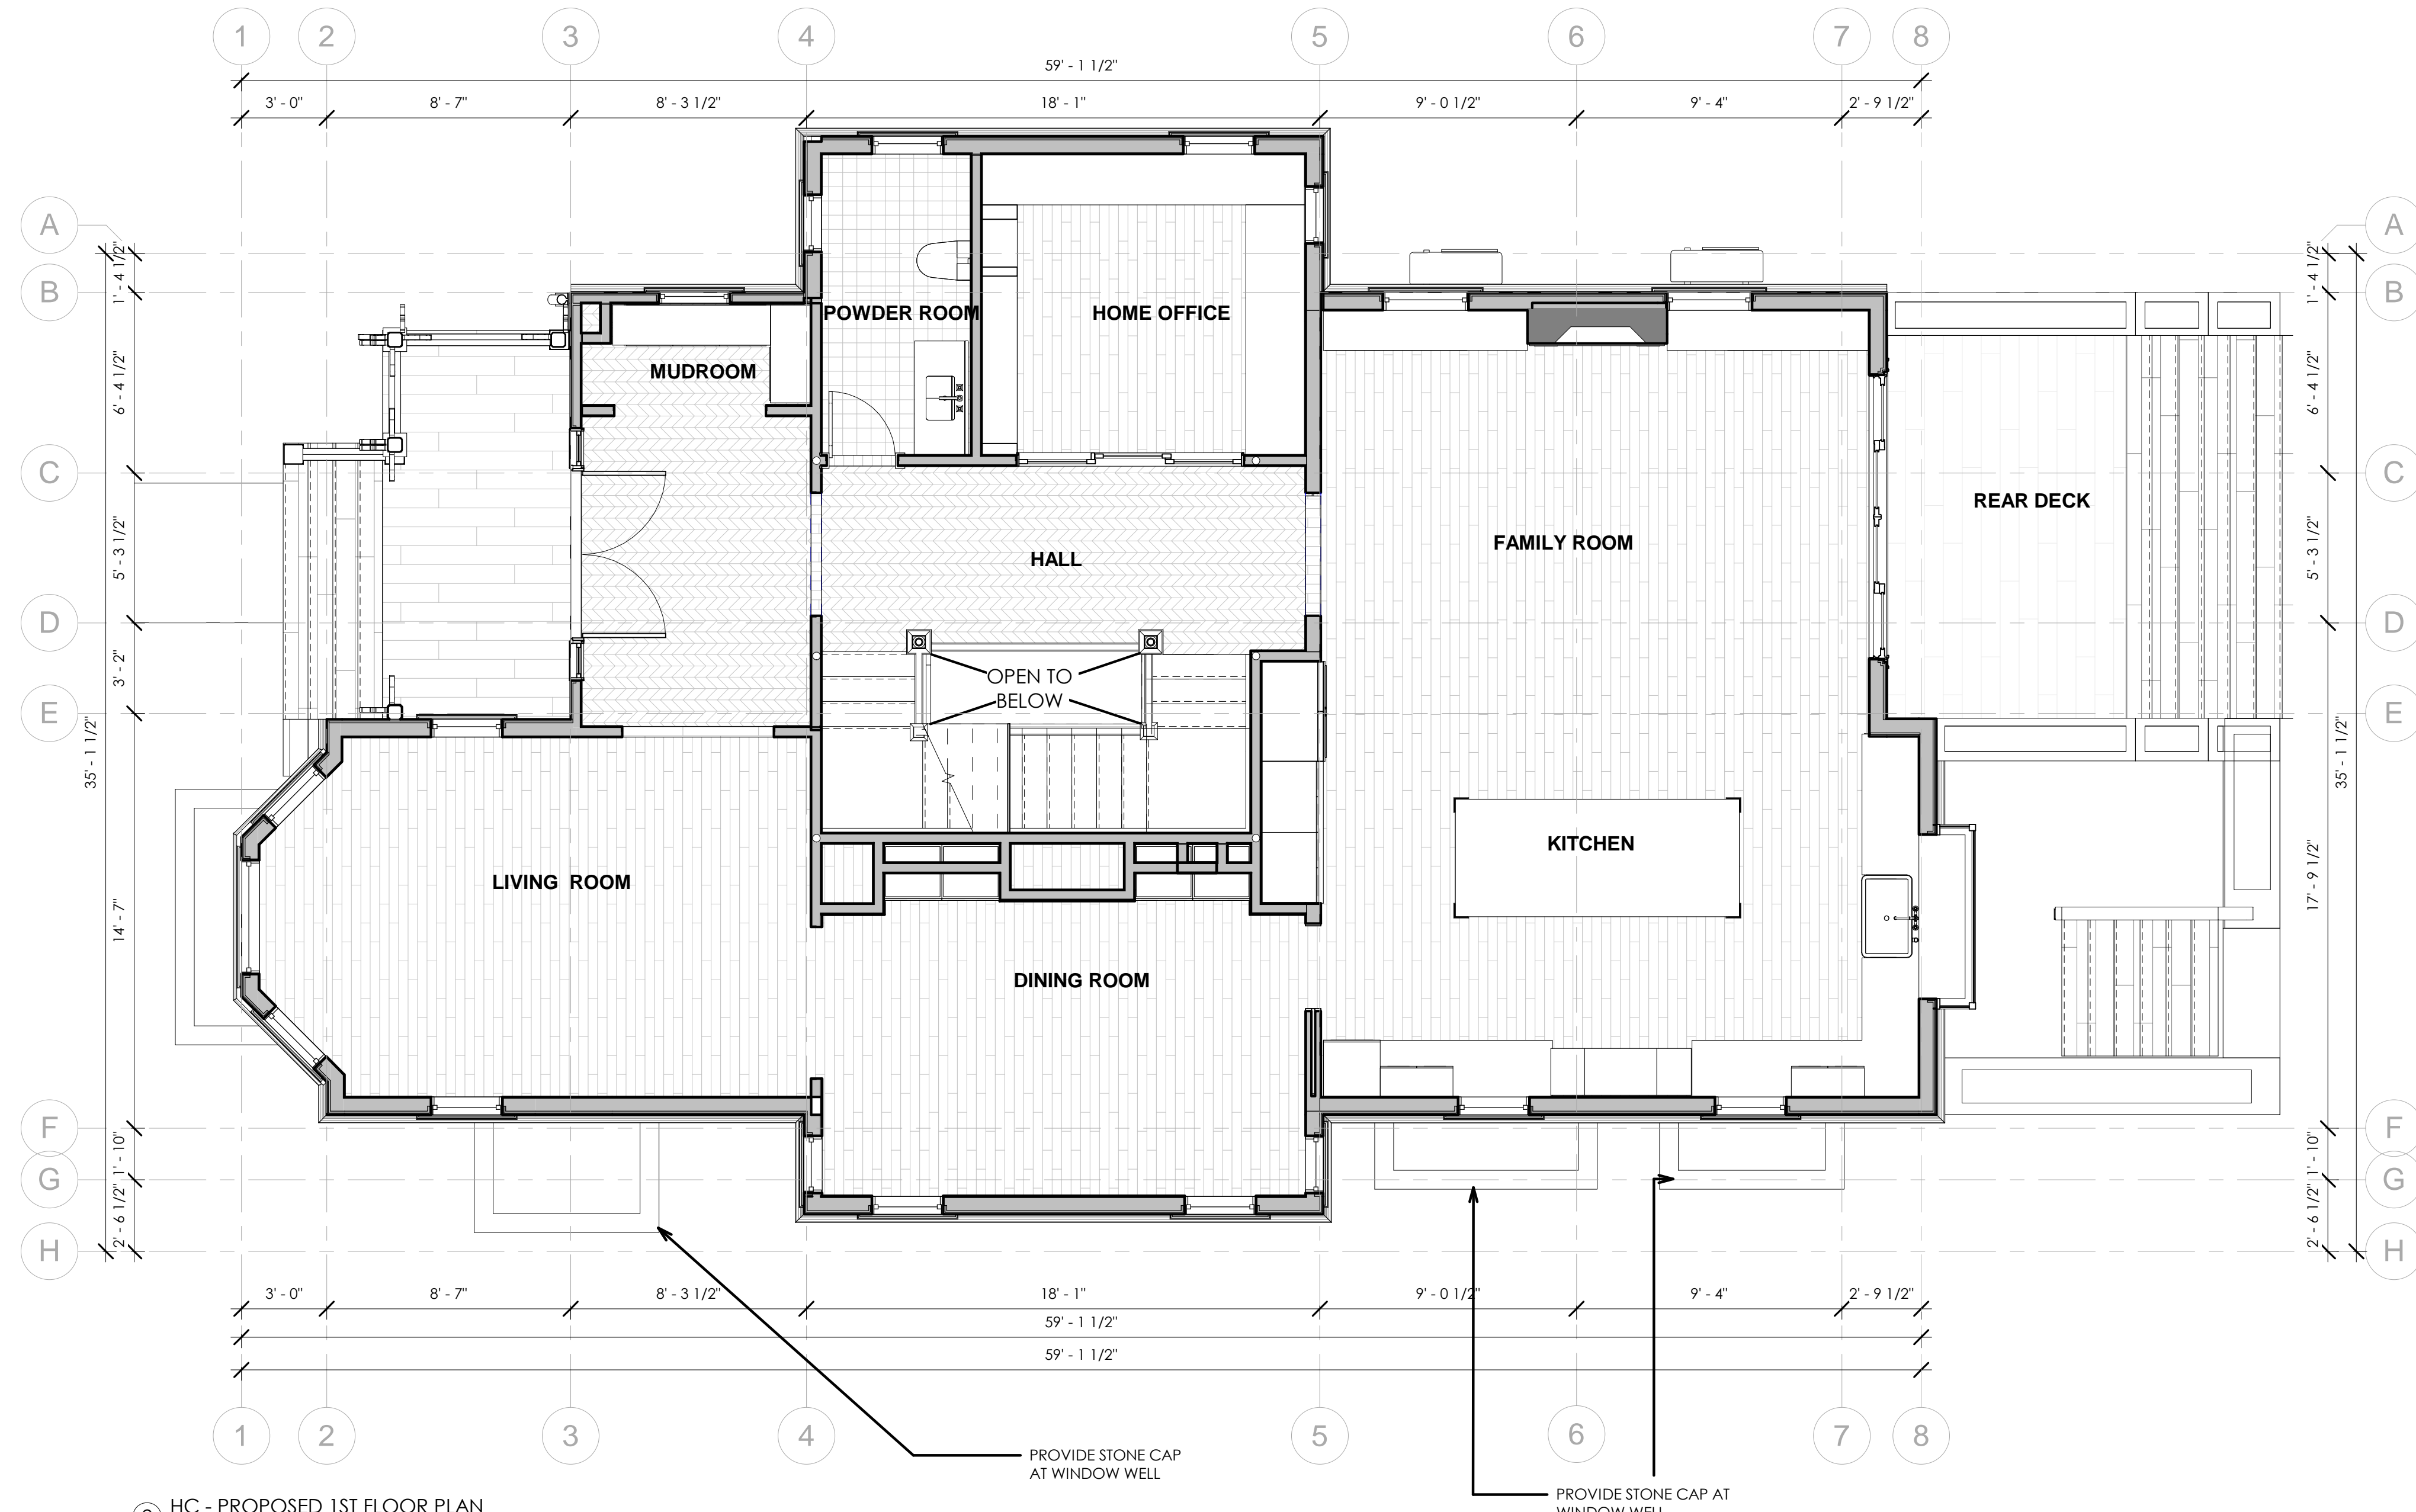 1 2 3 4 5 6 7 8
59' - 1 1/2"
3' - 0" 8' - 7" 8' - 3 1/2" 18' - 1" 9' - 0 1/2" 9' - 4" 2' - 9 1/2"
A A
1' - 4 1/2" 1' - 4 1/2"
B B
POWDER ROOM HOME OFFICE
MUDROOM
6' - 4 1/2" 6' - 4 1/2"
C C
REAR DECK
FAMILY ROOM
HALL
5' - 3 1/2" 5' - 3 1/2"
D D
OPEN TO
BELOW
3' - 2"
E E
35' - 1 1/2" 35' - 1 1/2"
KITCHEN
LIVING ROOM
14' - 7" 17' - 9 1/2"
DINING ROOM
F F
1' - 10" 1' - 10"
G G
2' - 6 1/2" 2' - 6 1/2"
H H
3' - 0" 8' - 7" 8' - 3 1/2" 18' - 1" 9' - 0 1/2" 9' - 4" 2' - 9 1/2"
59' - 1 1/2"
59' - 1 1/2"
1 2 3 4 5 6 7 8
PROVIDE STONE CAP
AT WINDOW WELL
PROVIDE STONE CAP AT
WINDOW WELL
HC - PROPOSED 1ST FLOOR PLAN